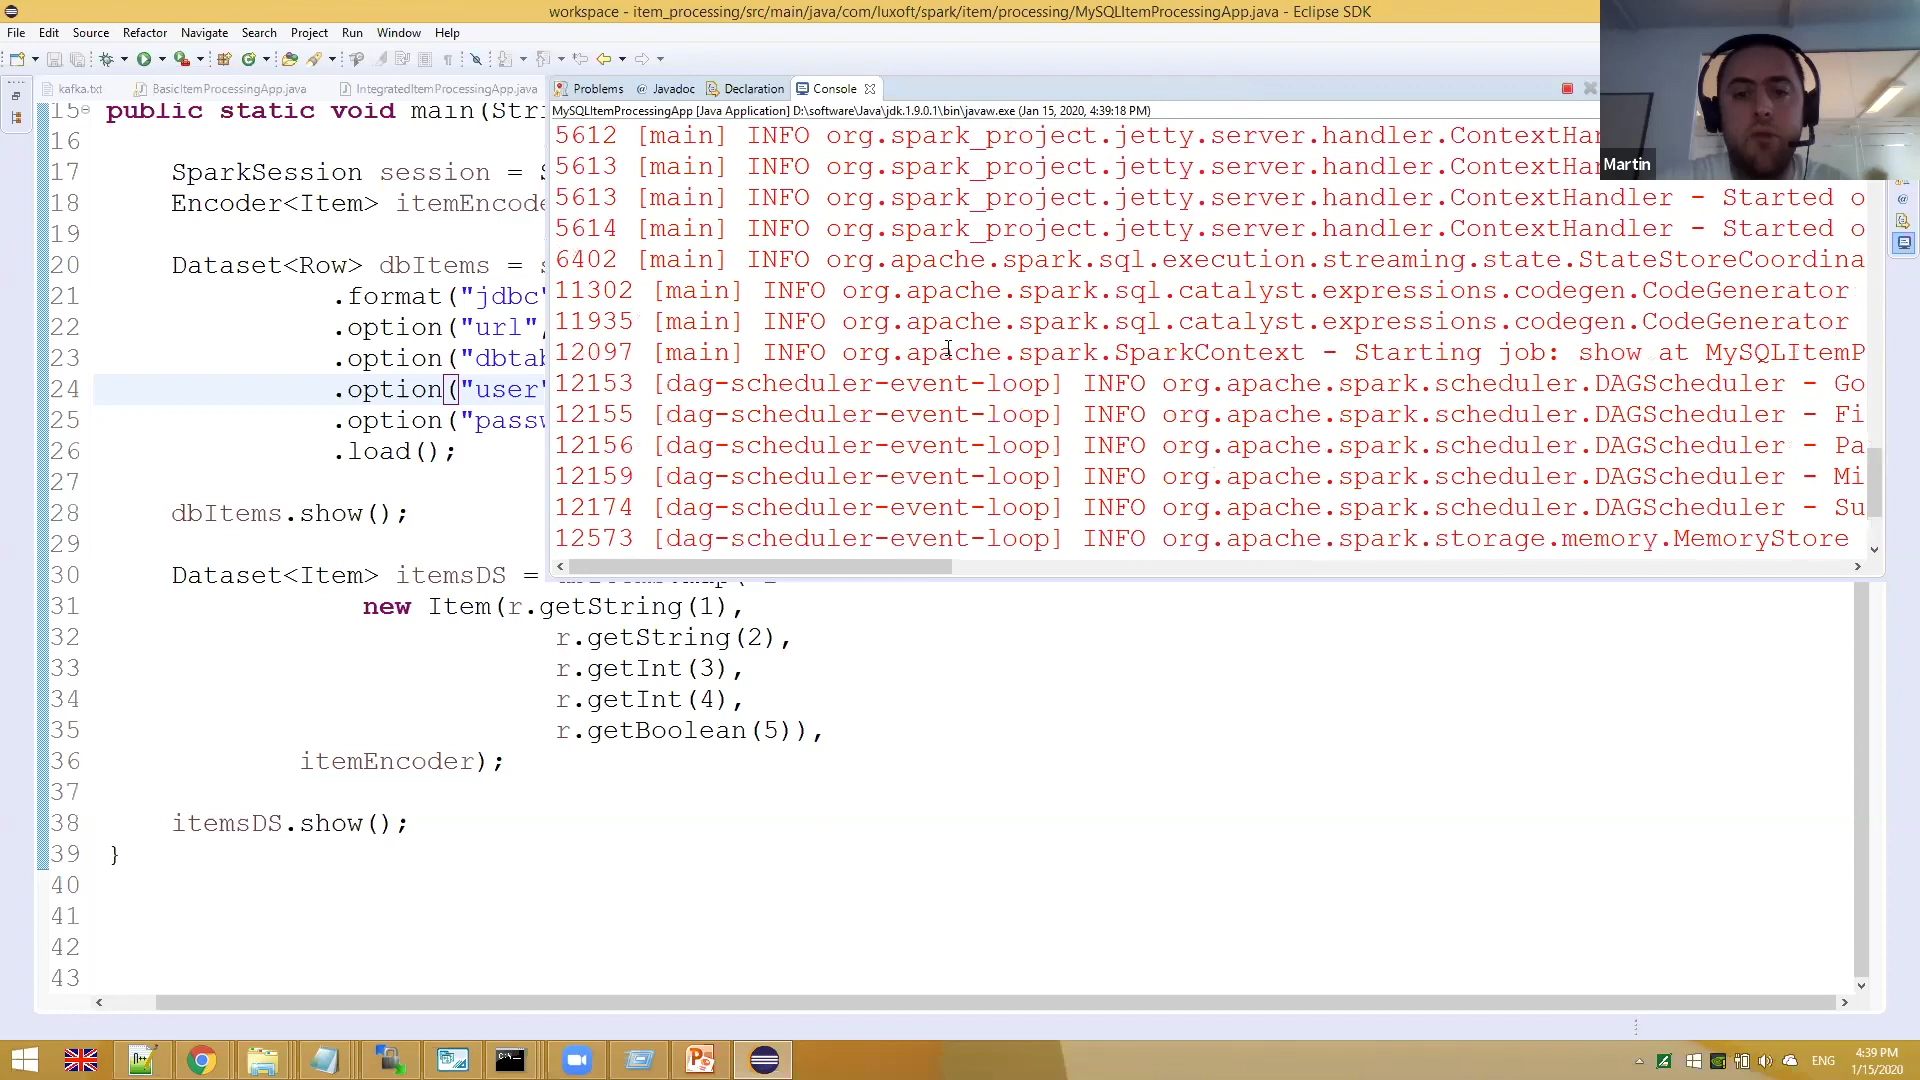 workspace - item_processing/src/main/java/com/luxoft/spark/item/processing/MySQLItemProcessingApp.java - Eclipse SDK
File Edit Source Refactor Navigate Search Project Run Window Help
kafka.txt BasicItemProcessingApp.java IntegratedItemProcessingApp.java
Problems @ Javadoc Declaration Console
MySQLItemProcessingApp [Java Application] D:\software\Java\jdk.1.9.0.1\bin\javaw.exe (Jan 15, 2020, 4:39:18 PM)
15 public static void main(Stri
16
17 SparkSession session = S
18 Encoder<Item> itemEncode
19
20 Dataset<Row> dbItems = s
21 .format("jdbc"
22 .option("url",
23 .option("dbtab
24 .option("user"
25 .option("passw
26 .load();
27
28 dbItems.show();
29
30 Dataset<Item> itemsDS =
31 new Item(r.getString(1),
32 r.getString(2),
33 r.getInt(3),
34 r.getInt(4),
35 r.getBoolean(5)),
36 itemEncoder);
37
38 itemsDS.show();
39 }
40
41
42
43
5612 [main] INFO org.spark_project.jetty.server.handler.ContextHand
5613 [main] INFO org.spark_project.jetty.server.handler.ContextHand
5613 [main] INFO org.spark_project.jetty.server.handler.ContextHandler - Started o
5614 [main] INFO org.spark_project.jetty.server.handler.ContextHandler - Started o
6402 [main] INFO org.apache.spark.sql.execution.streaming.state.StateStoreCoordina
11302 [main] INFO org.apache.spark.sql.catalyst.expressions.codegen.CodeGenerator
11935 [main] INFO org.apache.spark.sql.catalyst.expressions.codegen.CodeGenerator
12097 [main] INFO org.apache.spark.SparkContext - Starting job: show at MySQLItemP
12153 [dag-scheduler-event-loop] INFO org.apache.spark.scheduler.DAGScheduler - Go
12155 [dag-scheduler-event-loop] INFO org.apache.spark.scheduler.DAGScheduler - Fi
12156 [dag-scheduler-event-loop] INFO org.apache.spark.scheduler.DAGScheduler - Pa
12159 [dag-scheduler-event-loop] INFO org.apache.spark.scheduler.DAGScheduler - Mi
12174 [dag-scheduler-event-loop] INFO org.apache.spark.scheduler.DAGScheduler - Su
12573 [dag-scheduler-event-loop] INFO org.apache.spark.storage.memory.MemoryStore
Martin
ENG
4:39 PM
1/15/2020